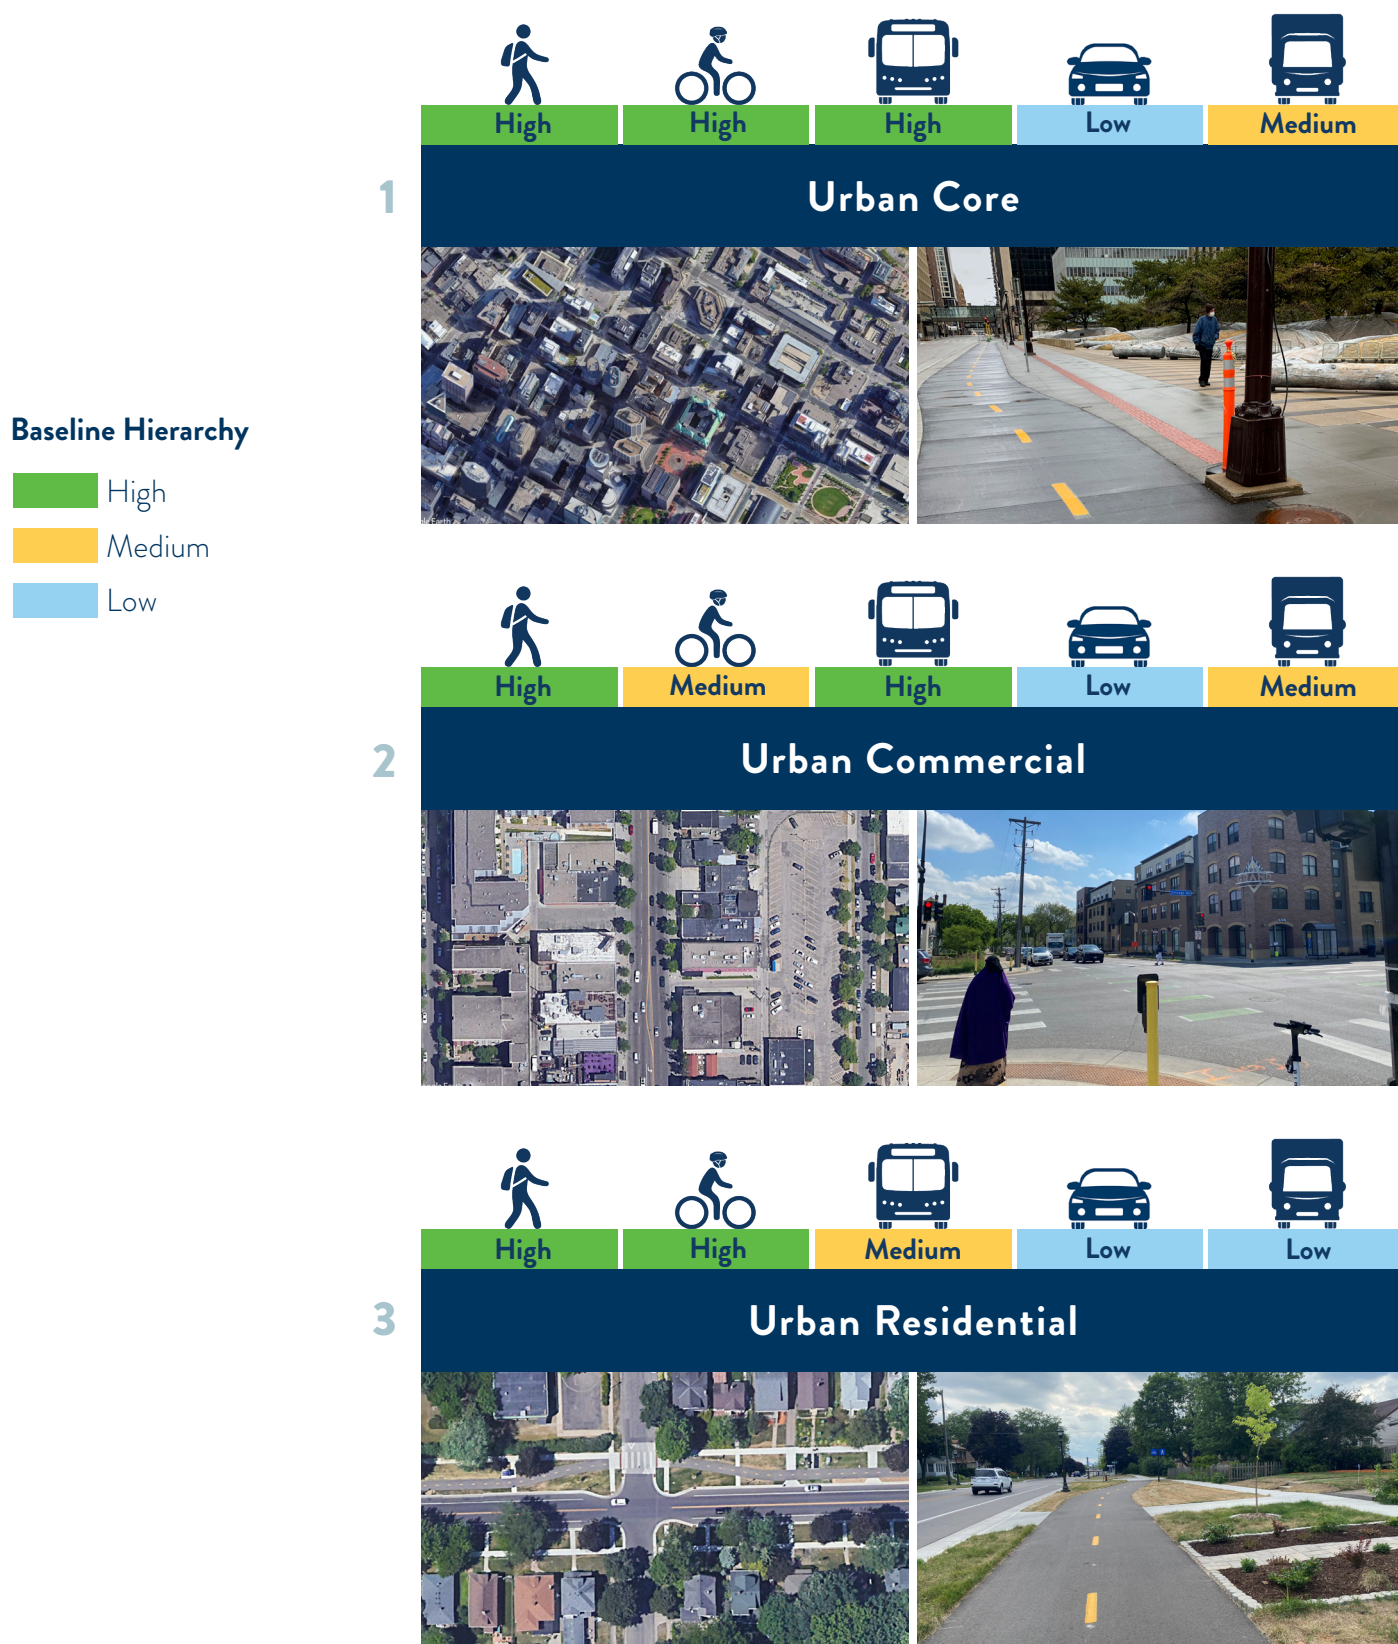 High High High Low Medium
1
Urban Core
Baseline Hierarchy
High
Medium
Low
High Medium High Low Medium
2
Urban Commercial
High High Medium Low Low
3
Urban Residential